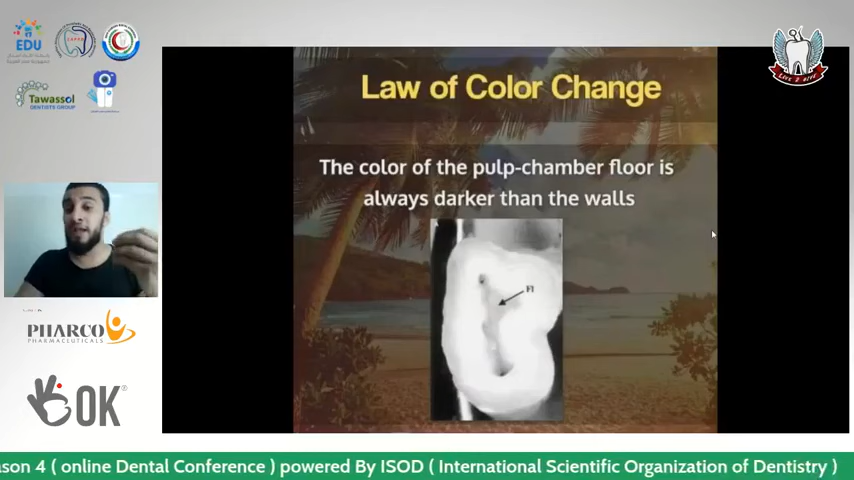 EDU
Tawassol
DENTISTS GROUP
Law of Color Change
The color of the pulp-chamber floor is
always darker than the walls
Fl
PHARCO
PHARMACEUTICALS
OK®
ason 4 ( online Dental Conference ) powered By ISOD ( International Scientific Organization of Dentistry )